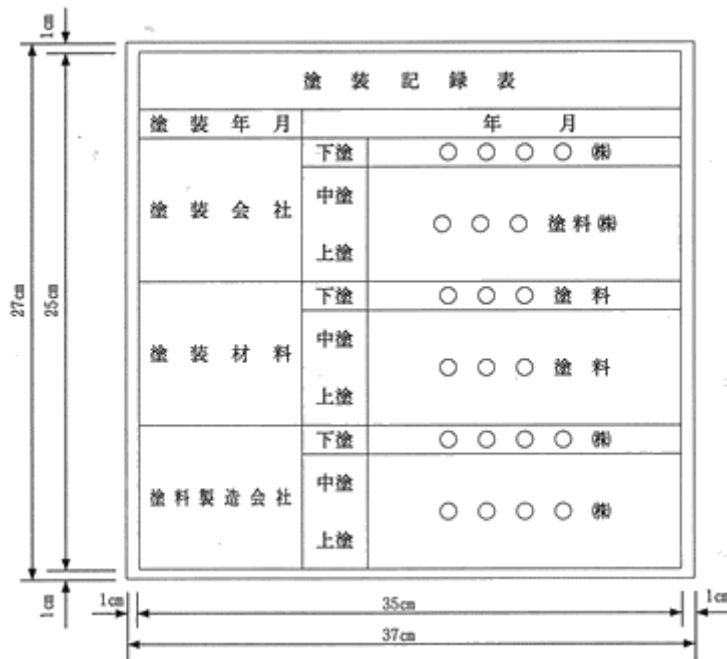 1cm
塗装記録表
塗装年月 年 月
塗装会社 下塗 ○○○○㈱
中塗 上塗 ○○○塗料㈱
塗装材料 下塗 ○○○塗料
中塗 上塗 ○○○塗料
塗料製造会社 下塗 ○○○○㈱
中塗 上塗 ○○○○㈱
27cm
25cm
1cm
1cm
35cm
1cm
37cm